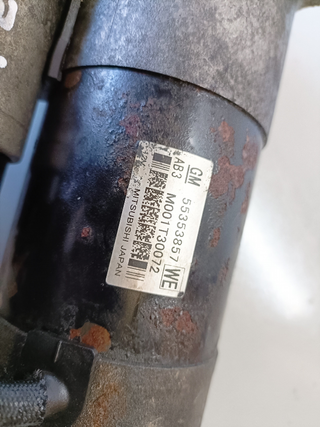 GM 55353857 WE
AB3 M001T30072
MITSUBISHI JAPAN